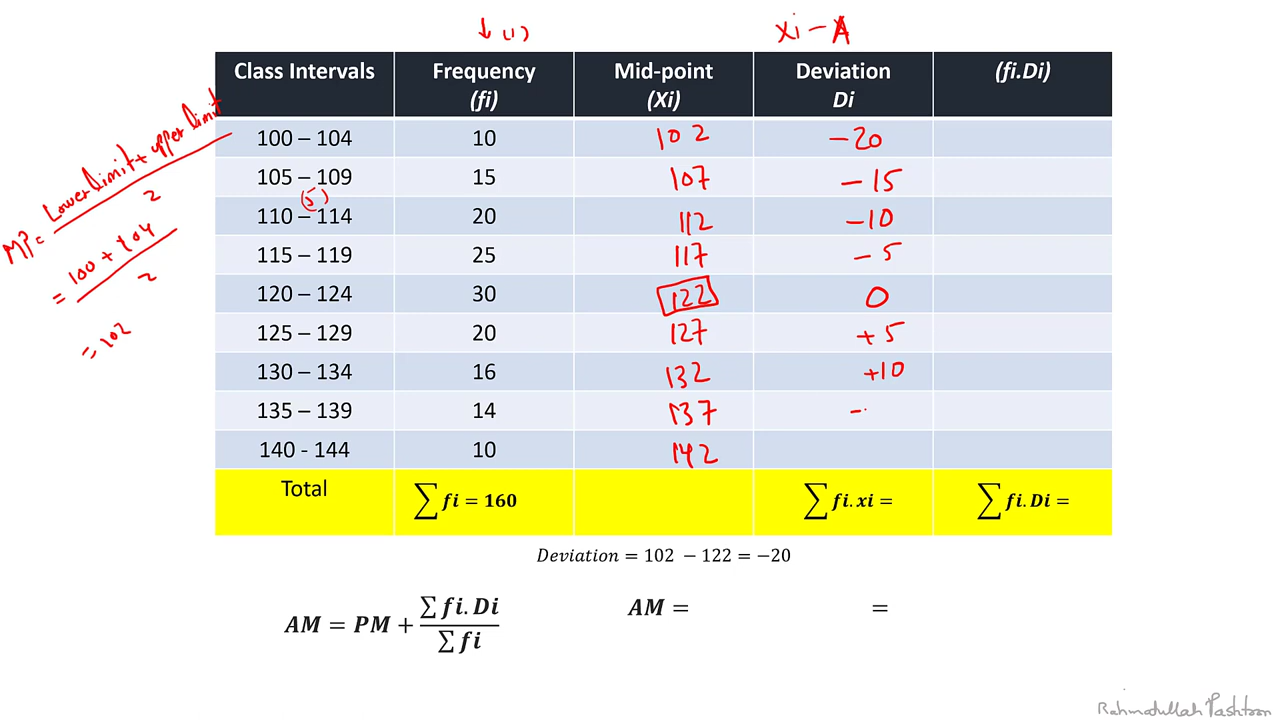 ↓ (1) Xi – A
Class Intervals Frequency (fi) Mid-point (Xi) Deviation Di (fi.Di)
100 – 104 10 102 -20
105 – 109 15 107 -15
(5)
110 – 114 20 112 -10
115 – 119 25 117 -5
120 – 124 30 122 0
125 – 129 20 127 +5
130 – 134 16 132 +10
135 – 139 14 137 -
140 - 144 10 142
Total ∑ fi = 160 ∑ fi.xi = ∑ fi.Di =
MP = Lower limit + upper limit / 2
= 100 + 104 / 2
= 102
Deviation = 102 − 122 = −20
AM = PM + ∑ fi.Di / ∑ fi
AM = =
Rahmatullah Pashtoon